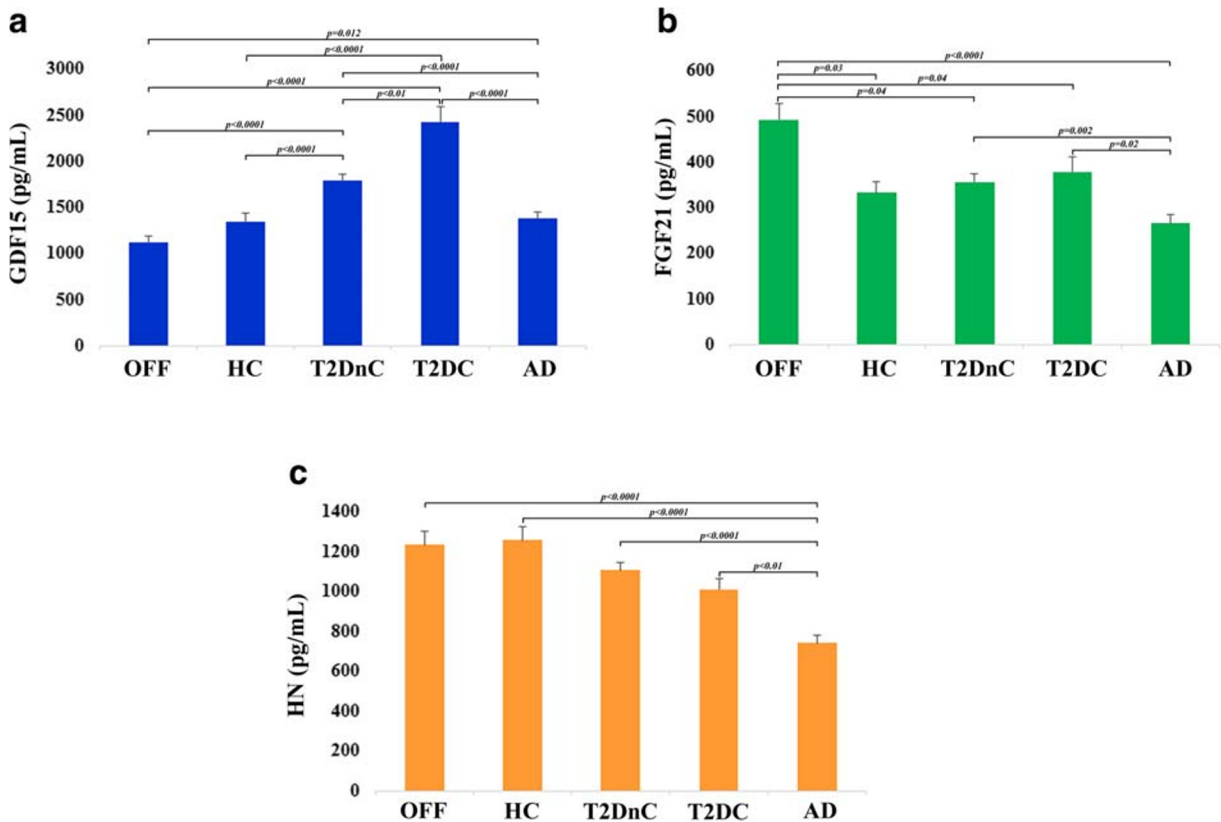 a
p=0.012
p<0.0001
p<0.0001
p<0.0001
p<0.01
p<0.0001
p<0.0001
p<0.0001
GDF15 (pg/mL)
3000
2500
2000
1500
1000
500
0
OFF HC T2DnC T2DC AD
b
p<0.0001
p=0.03
p=0.04
p=0.04
p=0.002
p=0.02
FGF21 (pg/mL)
600
500
400
300
200
100
0
OFF HC T2DnC T2DC AD
c
p<0.0001
p<0.0001
p<0.0001
p<0.01
HN (pg/mL)
1400
1200
1000
800
600
400
200
0
OFF HC T2DnC T2DC AD